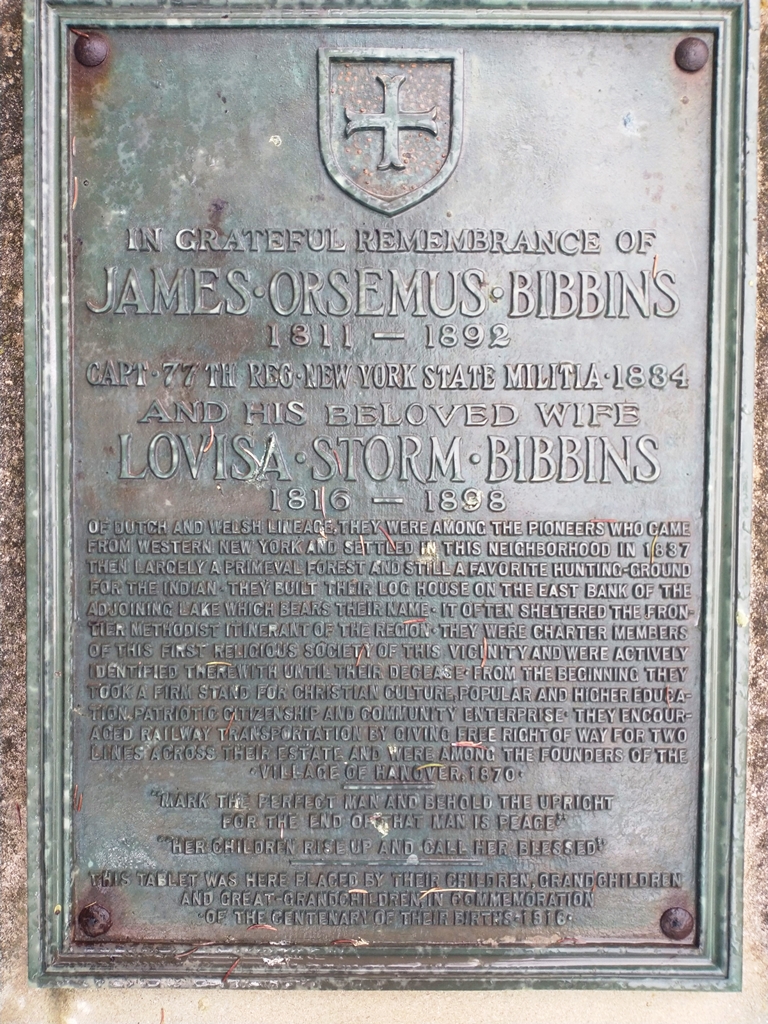 IN GRATEFUL REMEMBRANCE OF
JAMES·ORSEMUS·BIBBINS
1811 — 1892
CAPT·77TH REG·NEW YORK STATE MILITIA·1834
AND HIS BELOVED WIFE
LOVISA·STORM·BIBBINS
1816 — 1898
OF DUTCH AND WELSH LINEAGE, THEY WERE AMONG THE PIONEERS WHO CAME
FROM WESTERN NEW YORK AND SETTLED IN THIS NEIGHBORHOOD IN 1837
THEN LARGELY A PRIMEVAL FOREST AND STILL A FAVORITE HUNTING-GROUND
FOR THE INDIAN· THEY BUILT THEIR LOG HOUSE ON THE EAST BANK OF THE
ADJOINING LAKE WHICH BEARS THEIR NAME· IT OFTEN SHELTERED THE FRON-
TIER METHODIST ITINERANT OF THE REGION· THEY WERE CHARTER MEMBERS
OF THIS FIRST RELIGIOUS SOCIETY OF THIS VICINITY AND WERE ACTIVELY
IDENTIFIED THEREWITH UNTIL THEIR DECEASE· FROM THE BEGINNING THEY
TOOK A FIRM STAND FOR CHRISTIAN CULTURE, POPULAR AND HIGHER EDUCA-
TION, PATRIOTIC CITIZENSHIP AND COMMUNITY ENTERPRISE· THEY ENCOUR-
AGED RAILWAY TRANSPORTATION BY GIVING FREE RIGHT OF WAY FOR TWO
LINES ACROSS THEIR ESTATE AND WERE AMONG THE FOUNDERS OF THE
·VILLAGE OF HANOVER, 1870·
"MARK THE PERFECT MAN AND BEHOLD THE UPRIGHT
FOR THE END OF THAT MAN IS PEACE"
"HER CHILDREN RISE UP AND CALL HER BLESSED"
THIS TABLET WAS HERE PLACED BY THEIR CHILDREN, GRANDCHILDREN
AND GREAT-GRANDCHILDREN IN COMMEMORATION
·OF THE CENTENARY OF THEIR BIRTHS·1916·